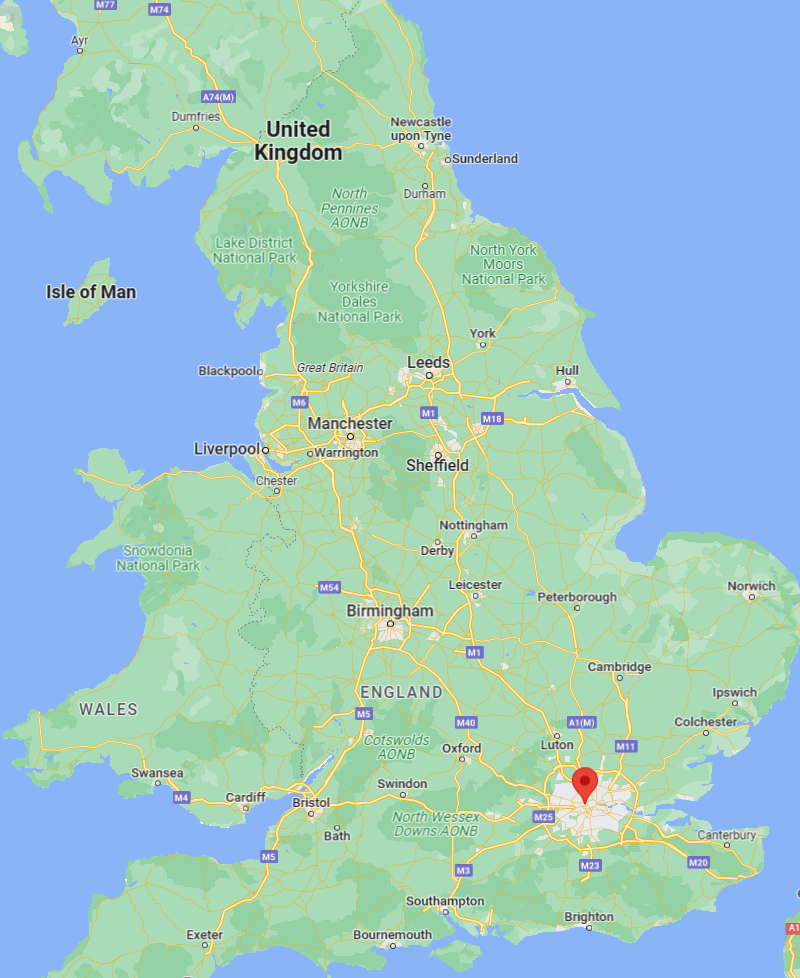 M77
M74
Ayr
A74(M)
Dumfries
United
Kingdom
Newcastle
upon Tyne
Sunderland
Durham
North
Pennines
AONB
Lake District
National Park
North York
Moors
National Park
Isle of Man
Yorkshire
Dales
National Park
York
Blackpool
Great Britain
Leeds
Hull
M6
M1
M18
Manchester
Liverpool
Warrington
Sheffield
Chester
Nottingham
Derby
Snowdonia
National Park
M54
Leicester
Norwich
Peterborough
Birmingham
M1
Cambridge
ENGLAND
Ipswich
WALES
M5
M40
A1(M)
Colchester
Cotswolds
AONB
Oxford
Luton
M11
Swansea
Swindon
M4
Cardiff
Bristol
North Wessex
Downs AONB
M25
Bath
Canterbury
M5
M3
M23
M20
Southampton
Brighton
Exeter
Bournemouth